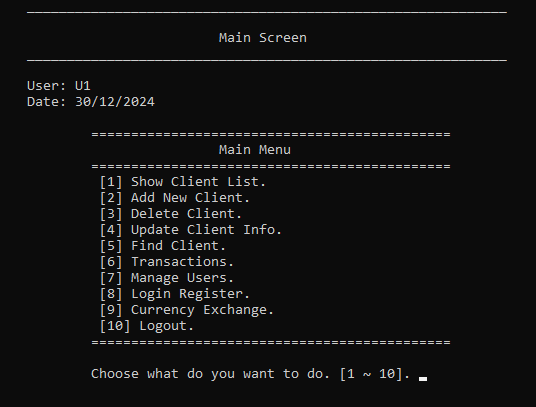 Main Screen
User: U1
Date: 30/12/2024
=============================================
Main Menu
=============================================
[1] Show Client List.
[2] Add New Client.
[3] Delete Client.
[4] Update Client Info.
[5] Find Client.
[6] Transactions.
[7] Manage Users.
[8] Login Register.
[9] Currency Exchange.
[10] Logout.
=============================================
Choose what do you want to do. [1 ~ 10].